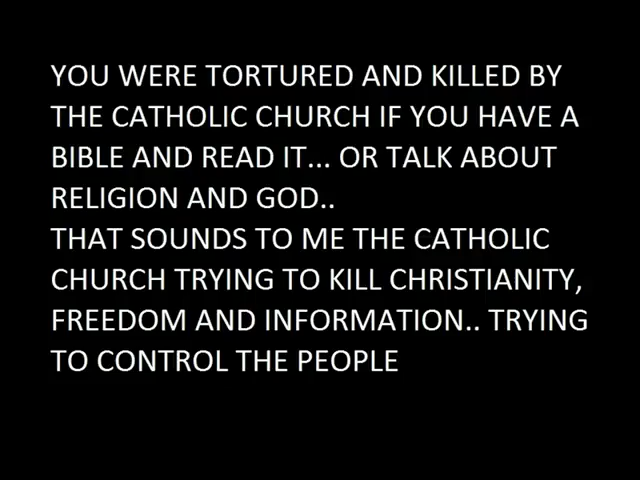 YOU WERE TORTURED AND KILLED BY
THE CATHOLIC CHURCH IF YOU HAVE A
BIBLE AND READ IT... OR TALK ABOUT
RELIGION AND GOD..
THAT SOUNDS TO ME THE CATHOLIC
CHURCH TRYING TO KILL CHRISTIANITY,
FREEDOM AND INFORMATION.. TRYING
TO CONTROL THE PEOPLE